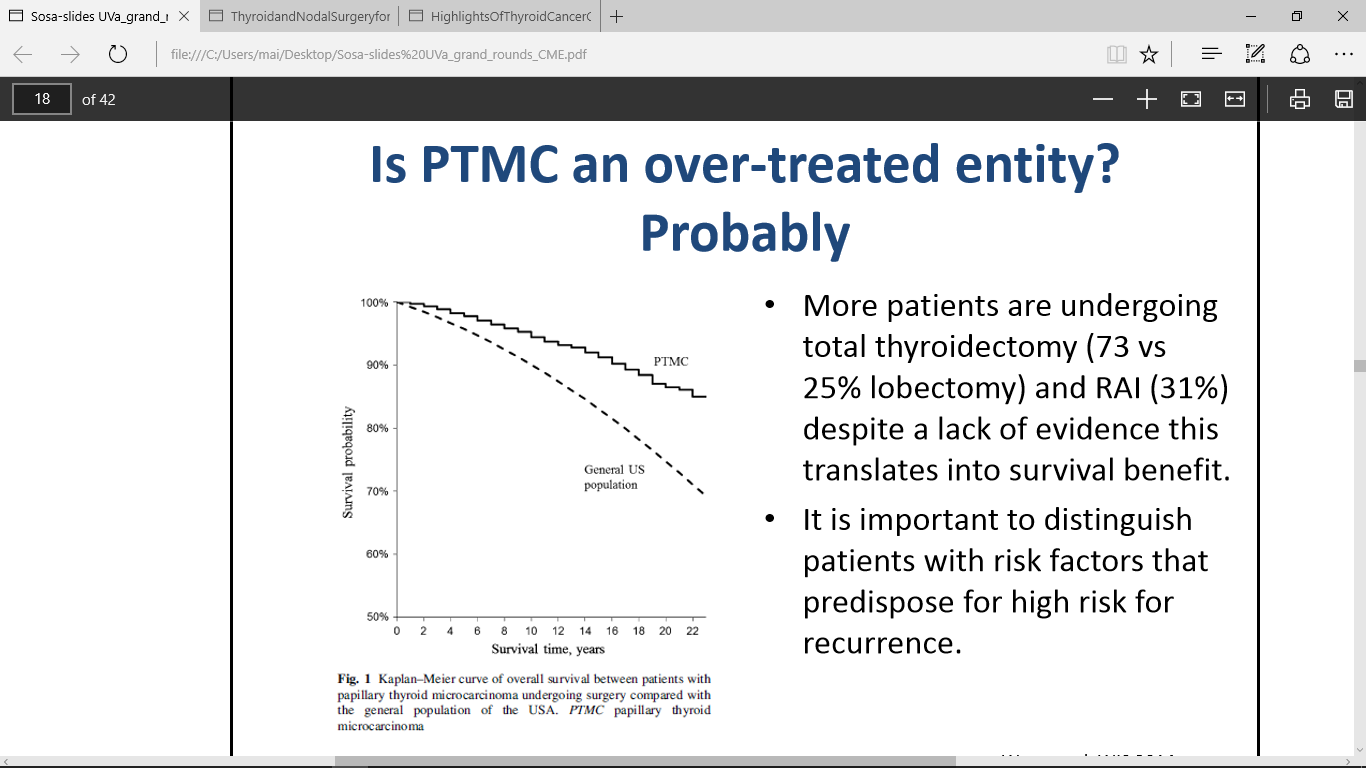 Sosa-slides UVa_grand_r
ThyroidandNodalSurgeryfor
HighlightsOfThyroidCancer
file:///C:/Users/mai/Desktop/Sosa-slides%20UVa_grand_rounds_CME.pdf
18 of 42
Is PTMC an over-treated entity?
Probably
100%
90%
80%
70%
60%
50%
Survival probability
PTMC
General US
population
0 2 4 6 8 10 12 14 16 18 20 22
Survival time, years
Fig. 1 Kaplan–Meier curve of overall survival between patients with
papillary thyroid microcarcinoma undergoing surgery compared with
the general population of the USA. PTMC papillary thyroid
microcarcinoma
• More patients are undergoing
total thyroidectomy (73 vs
25% lobectomy) and RAI (31%)
despite a lack of evidence this
translates into survival benefit.
• It is important to distinguish
patients with risk factors that
predispose for high risk for
recurrence.